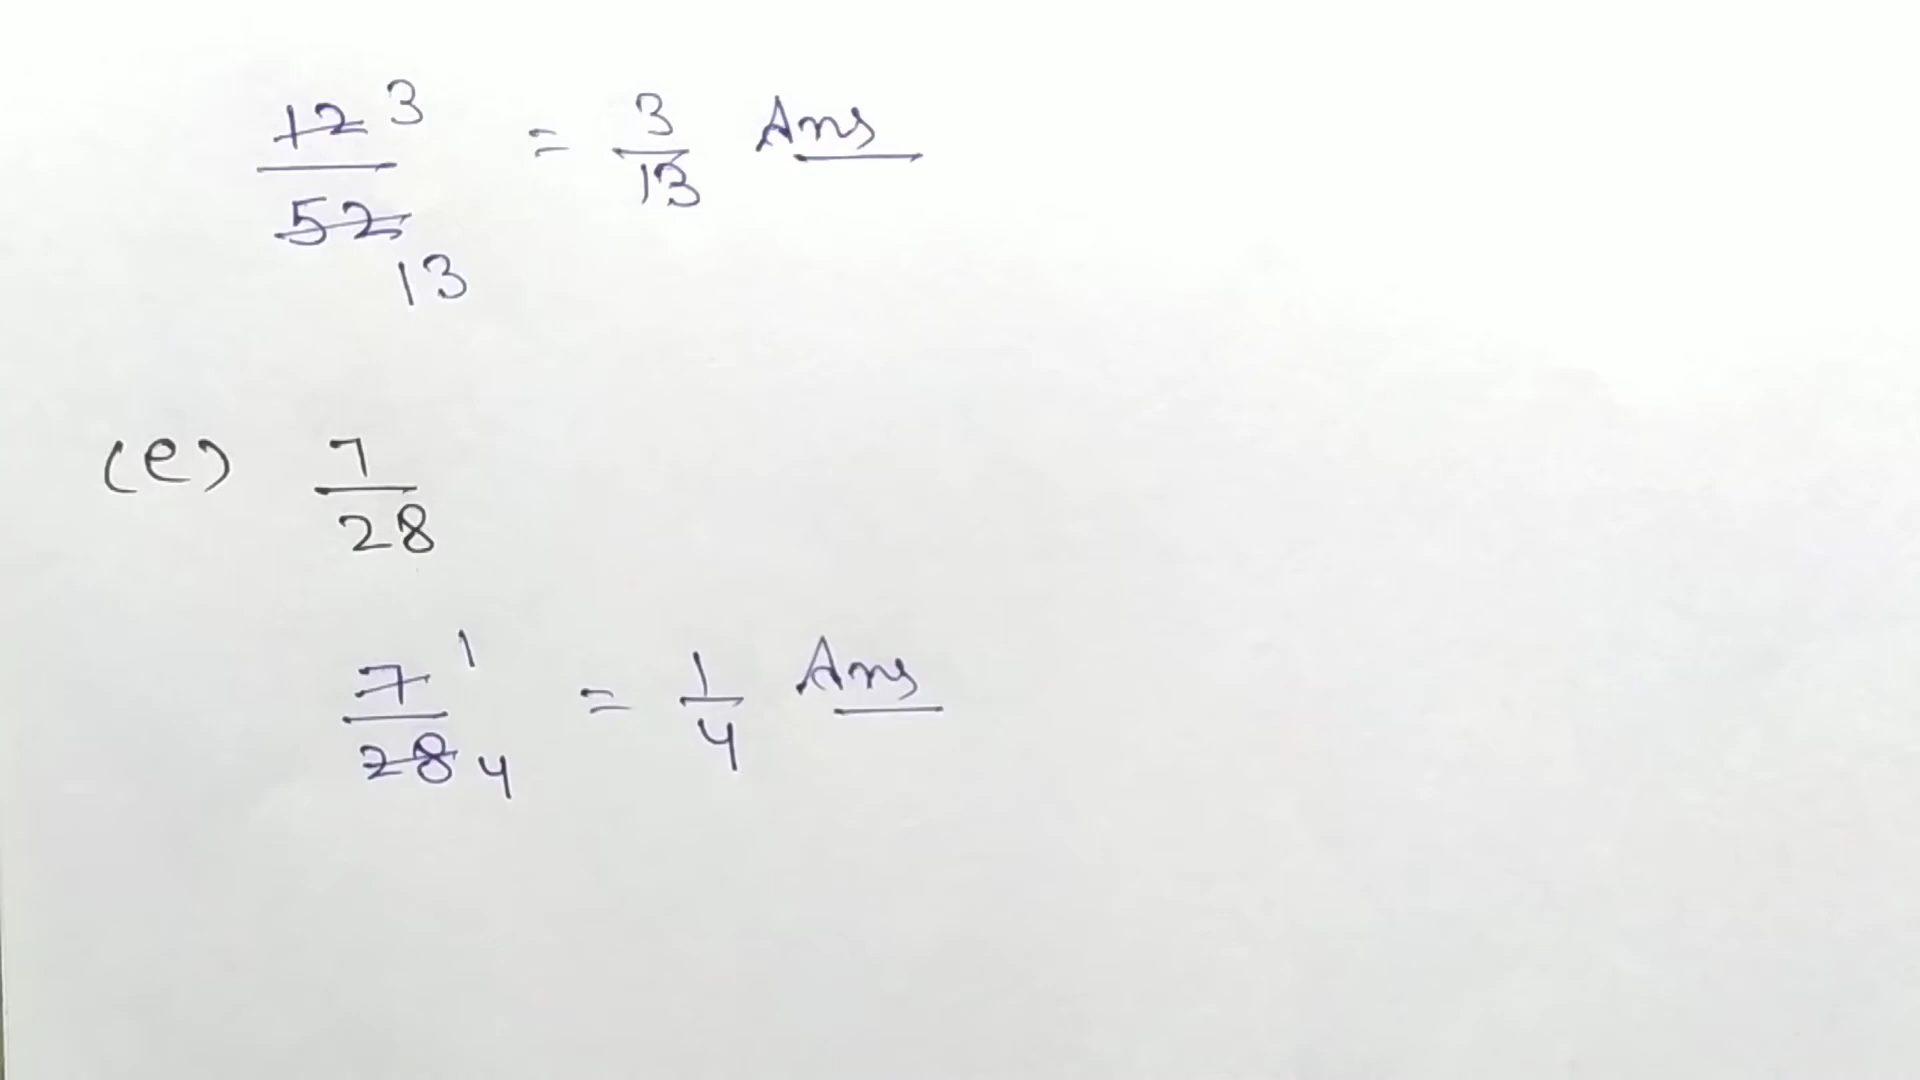 12 3
52 13
= 3/13 Ans
(e) 7/28
7 1
28 4
= 1/4 Ans